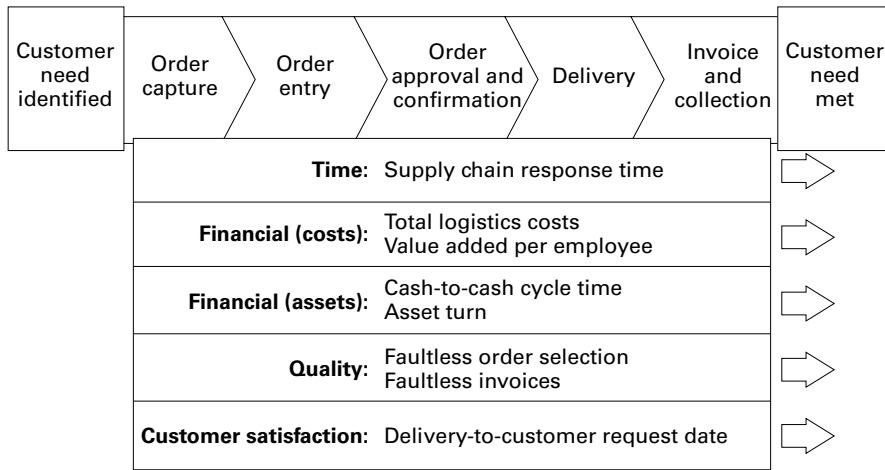 Customer
need
identified
Order
capture
Order
entry
Order
approval and
confirmation
Delivery
Invoice
and
collection
Customer
need
met
Time: Supply chain response time
Financial (costs): Total logistics costs
Value added per employee
Financial (assets): Cash-to-cash cycle time
Asset turn
Quality: Faultless order selection
Faultless invoices
Customer satisfaction: Delivery-to-customer request date